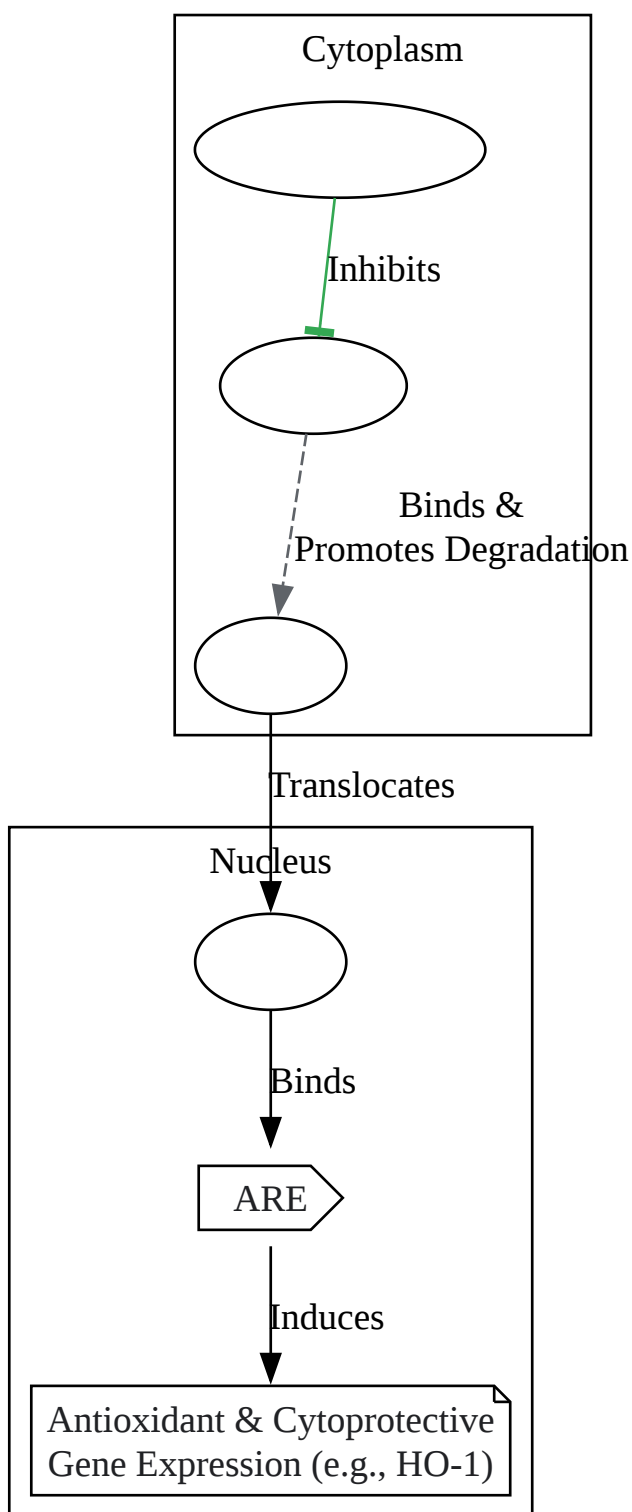 Cytoplasm
Inhibits
Binds &
Promotes Degradation
Translocates
Nucleus
Binds
ARE
Induces
Antioxidant & Cytoprotective
Gene Expression (e.g., HO-1)